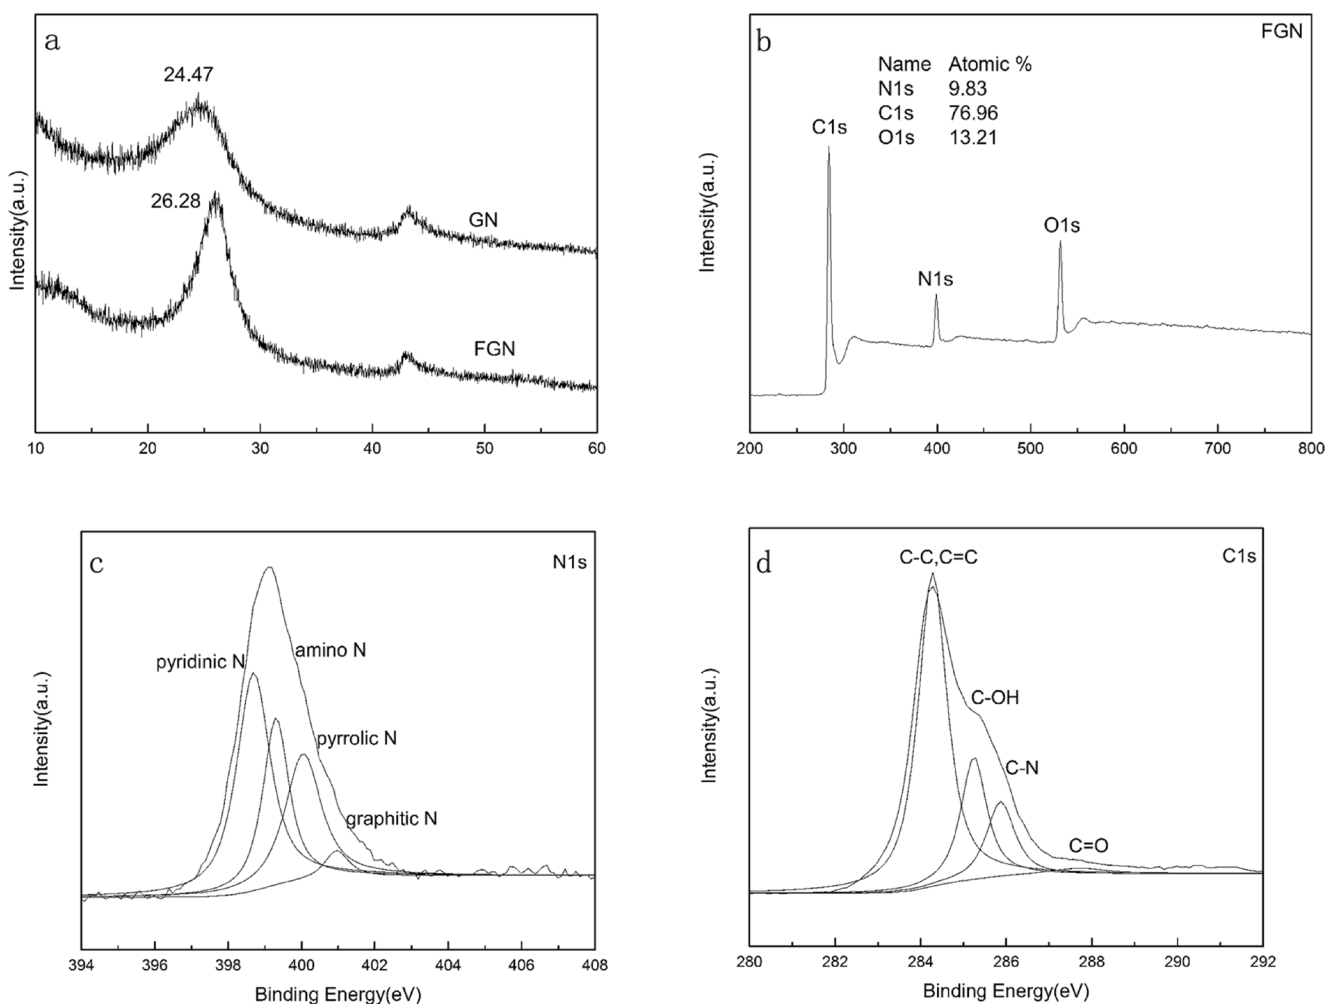 a
24.47
26.28
GN
FGN
Intensity(a.u.)
10 20 30 40 50 60
b
FGN
Name Atomic %
N1s 9.83
C1s 76.96
O1s 13.21
C1s
N1s
O1s
Intensity(a.u.)
200 300 400 500 600 700 800
c
N1s
pyridinic N
amino N
pyrrolic N
graphitic N
Intensity(a.u.)
394 396 398 400 402 404 406 408
Binding Energy(eV)
d
C1s
C-C,C=C
C-OH
C-N
C=O
Intensity(a.u.)
280 282 284 286 288 290 292
Binding Energy(eV)